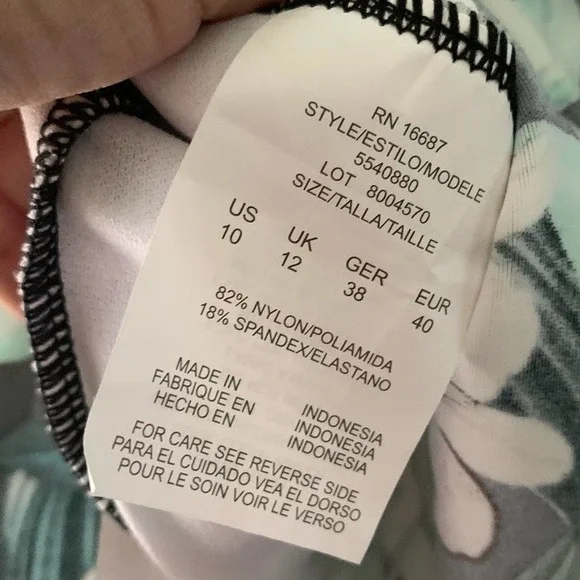 RN 16687
STYLE/ESTILO/MODELE
5540880
LOT 8004570
SIZE/TALLA/TAILLE
US UK GER EUR
10 12 38 40
82% NYLON/POLIAMIDA
18% SPANDEX/ELASTANO
MADE IN INDONESIA
FABRIQUE EN INDONESIA
HECHO EN INDONESIA
FOR CARE SEE REVERSE SIDE
PARA EL CUIDADO VEA EL DORSO
POUR LE SOIN VOIR LE VERSO